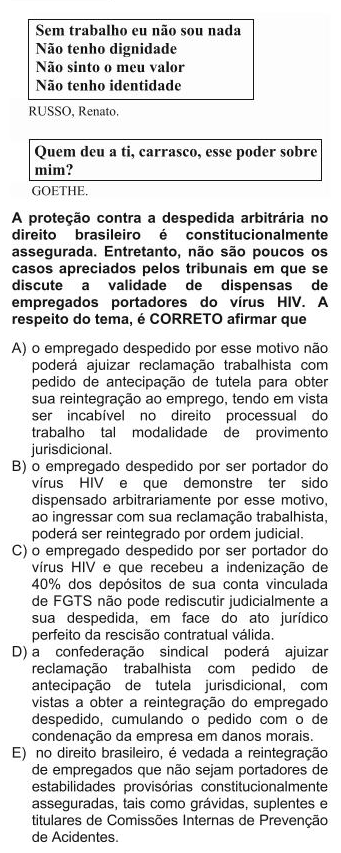 Sem trabalho eu não sou nada
Não tenho dignidade
Não sinto o meu valor
Não tenho identidade
RUSSO, Renato.
Quem deu a ti, carrasco, esse poder sobre
mim?
GOETHE.
A proteção contra a despedida arbitrária no
direito brasileiro é constitucionalmente
assegurada. Entretanto, não são poucos os
casos apreciados pelos tribunais em que se
discute a validade de dispensas de
empregados portadores do vírus HIV. A
respeito do tema, é CORRETO afirmar que
A) o empregado despedido por esse motivo não
poderá ajuizar reclamação trabalhista com
pedido de antecipação de tutela para obter
sua reintegração ao emprego, tendo em vista
ser incabível no direito processual do
trabalho tal modalidade de provimento
jurisdicional.
B) o empregado despedido por ser portador do
vírus HIV e que demonstre ter sido
dispensado arbitrariamente por esse motivo,
ao ingressar com sua reclamação trabalhista,
poderá ser reintegrado por ordem judicial.
C) o empregado despedido por ser portador do
vírus HIV e que recebeu a indenização de
40% dos depósitos de sua conta vinculada
de FGTS não pode rediscutir judicialmente a
sua despedida, em face do ato jurídico
perfeito da rescisão contratual válida.
D) a confederação sindical poderá ajuizar
reclamação trabalhista com pedido de
antecipação de tutela jurisdicional, com
vistas a obter a reintegração do empregado
despedido, cumulando o pedido com o de
condenação da empresa em danos morais.
E) no direito brasileiro, é vedada a reintegração
de empregados que não sejam portadores de
estabilidades provisórias constitucionalmente
asseguradas, tais como grávidas, suplentes e
titulares de Comissões Internas de Prevenção
de Acidentes.